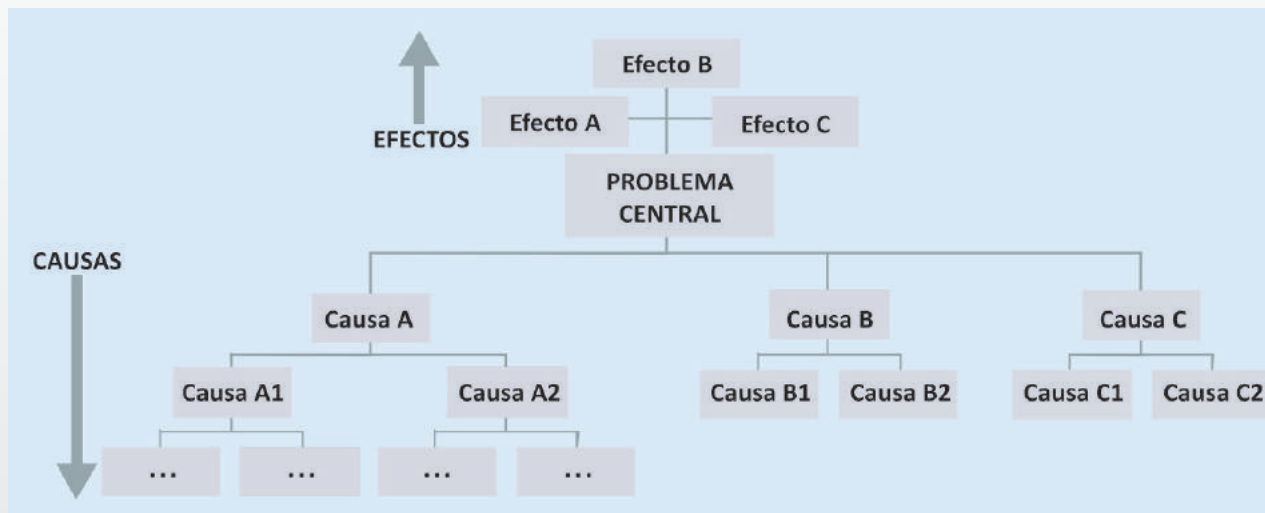 Efecto B
Efecto A
Efecto C
EFECTOS
PROBLEMA
CENTRAL
CAUSAS
Causa A
Causa B
Causa C
Causa A1
Causa A2
Causa B1
Causa B2
Causa C1
Causa C2
...
...
...
...